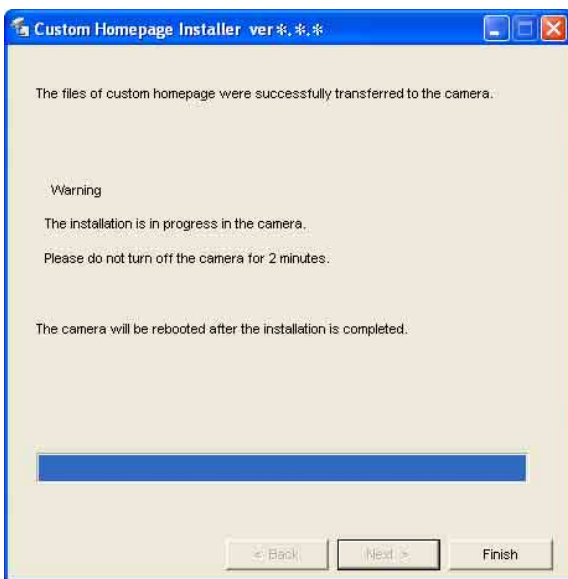 Custom Homepage Installer ver*.*.*
The files of custom homepage were successfully transferred to the camera.
Warning
The installation is in progress in the camera.
Please do not turn off the camera for 2 minutes.
The camera will be rebooted after the installation is completed.
< Back Next > Finish